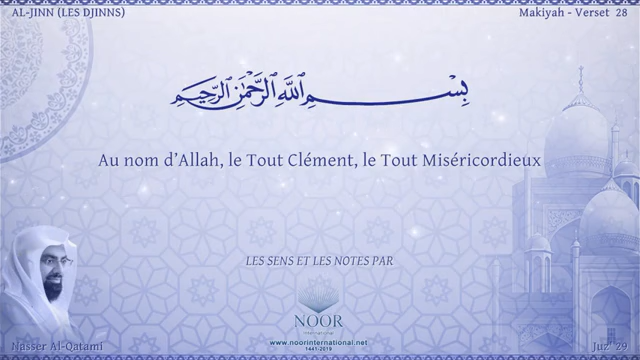 AL-JINN (LES DJINNS)
Makiyah - Verset 28
بِسْمِ اللَّهِ الرَّحْمَٰنِ الرَّحِيمِ
Au nom d’Allah, le Tout Clément, le Tout Miséricordieux
LES SENS ET LES NOTES PAR
NOOR
International
www.noorinternational.net
1441-2019
Nasser Al-Qatami
Juz' 29